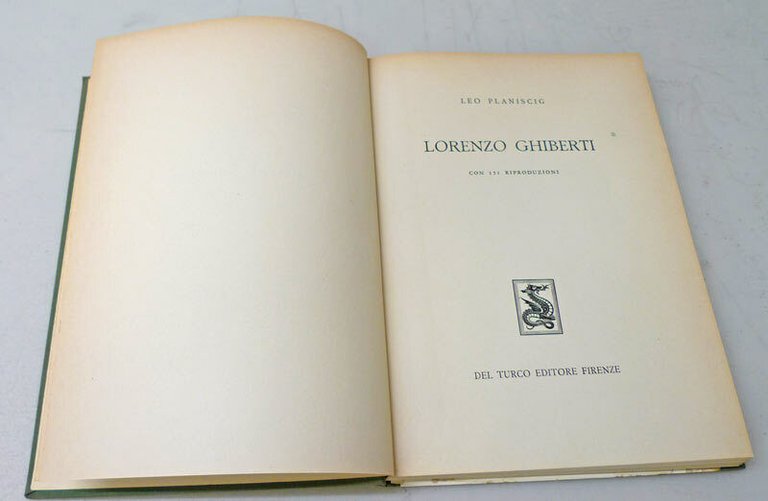 LEO PLANISCIG
LORENZO GHIBERTI
CON 151 RIPRODUZIONI
DEL TURCO EDITORE FIRENZE